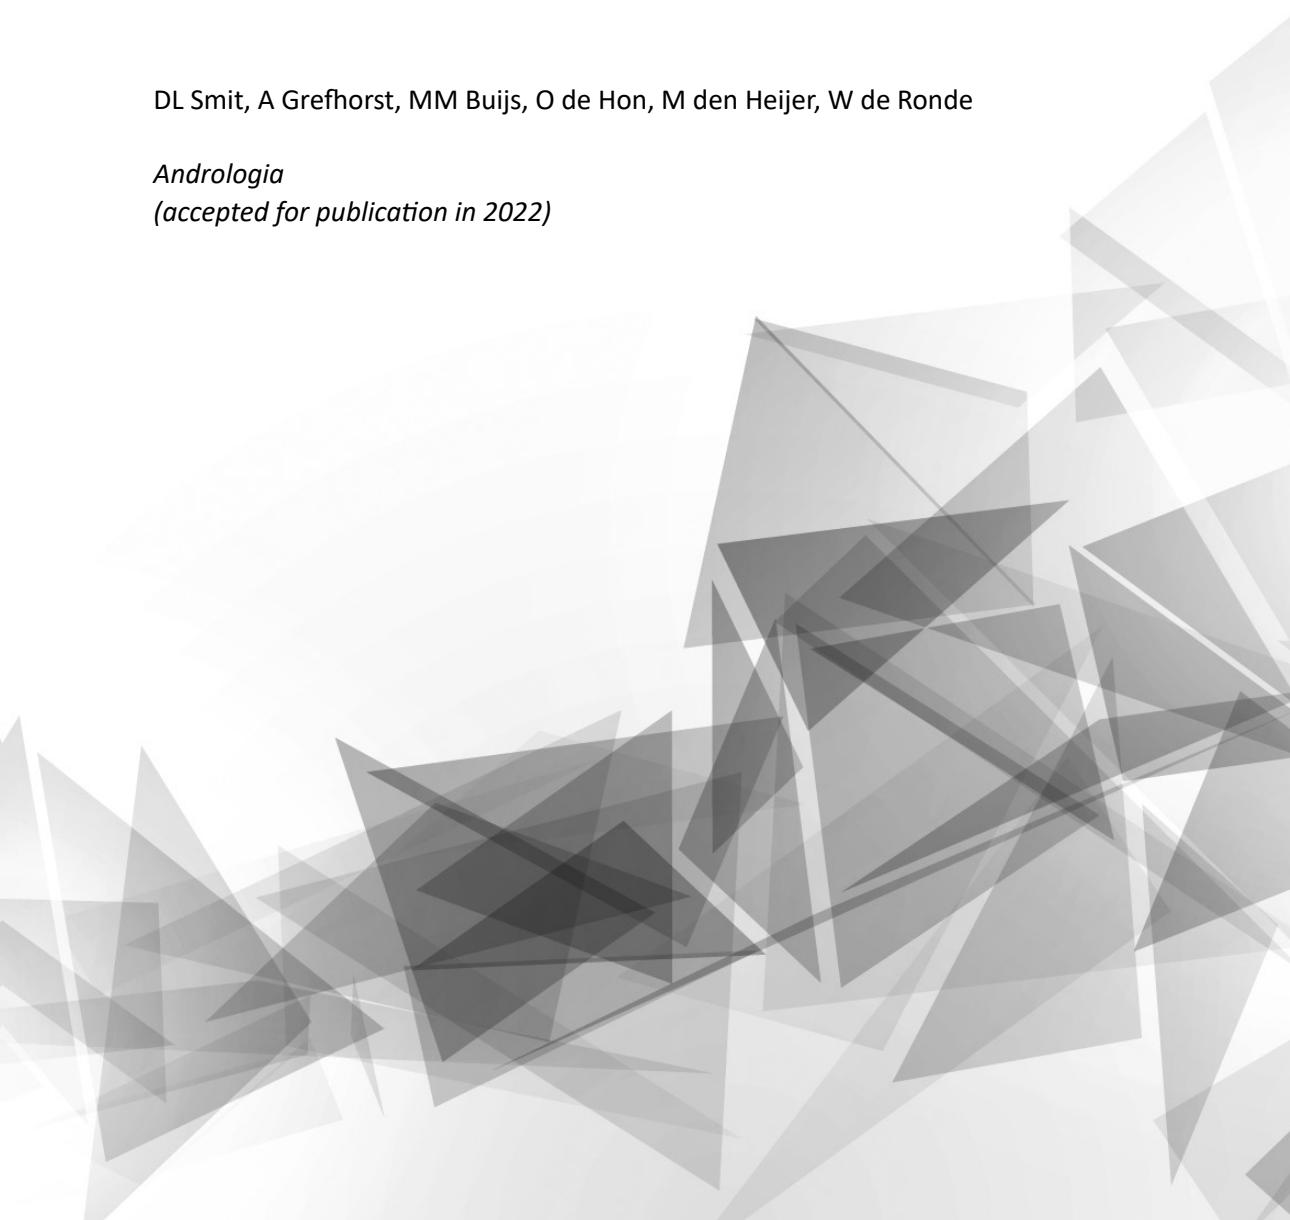 DL Smit, A Grefhorst, MM Buijs, O de Hon, M den Heijer, W de Ronde
Andrologia
(accepted for publication in 2022)